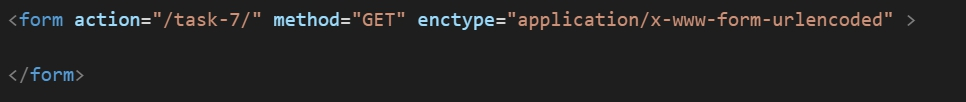 <form action="/task-7/" method="GET" enctype="application/x-www-form-urlencoded" >
</form>